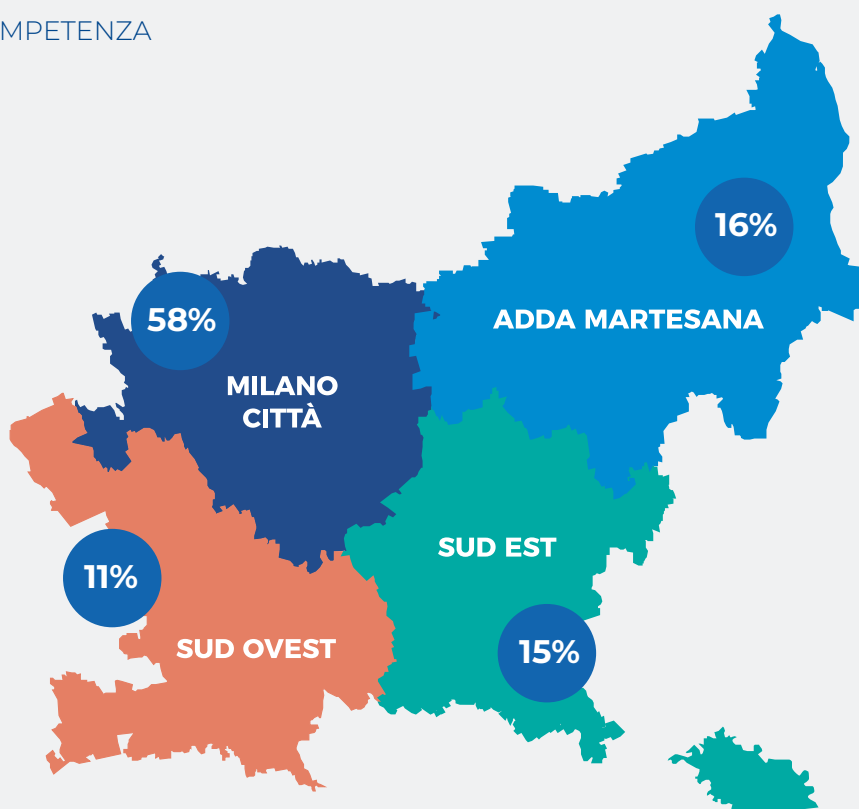 MPETENZA
16%
58%
ADDA MARTESANA
MILANO
CITTÀ
SUD EST
11%
SUD OVEST
15%